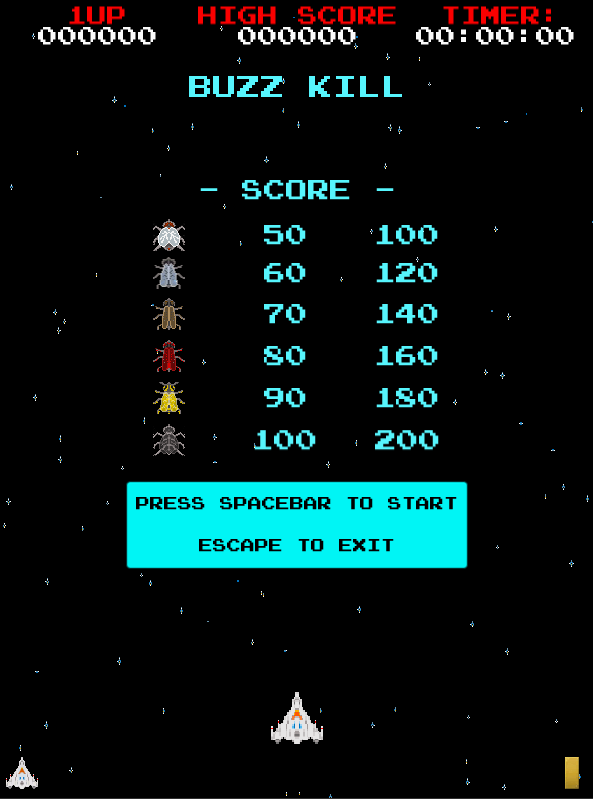 1UP HIGH SCORE TIMER:
000000 000000 00:00:00
BUZZ KILL
- SCORE -
50 100
60 120
70 140
80 160
90 180
100 200
PRESS SPACEBAR TO START
ESCAPE TO EXIT